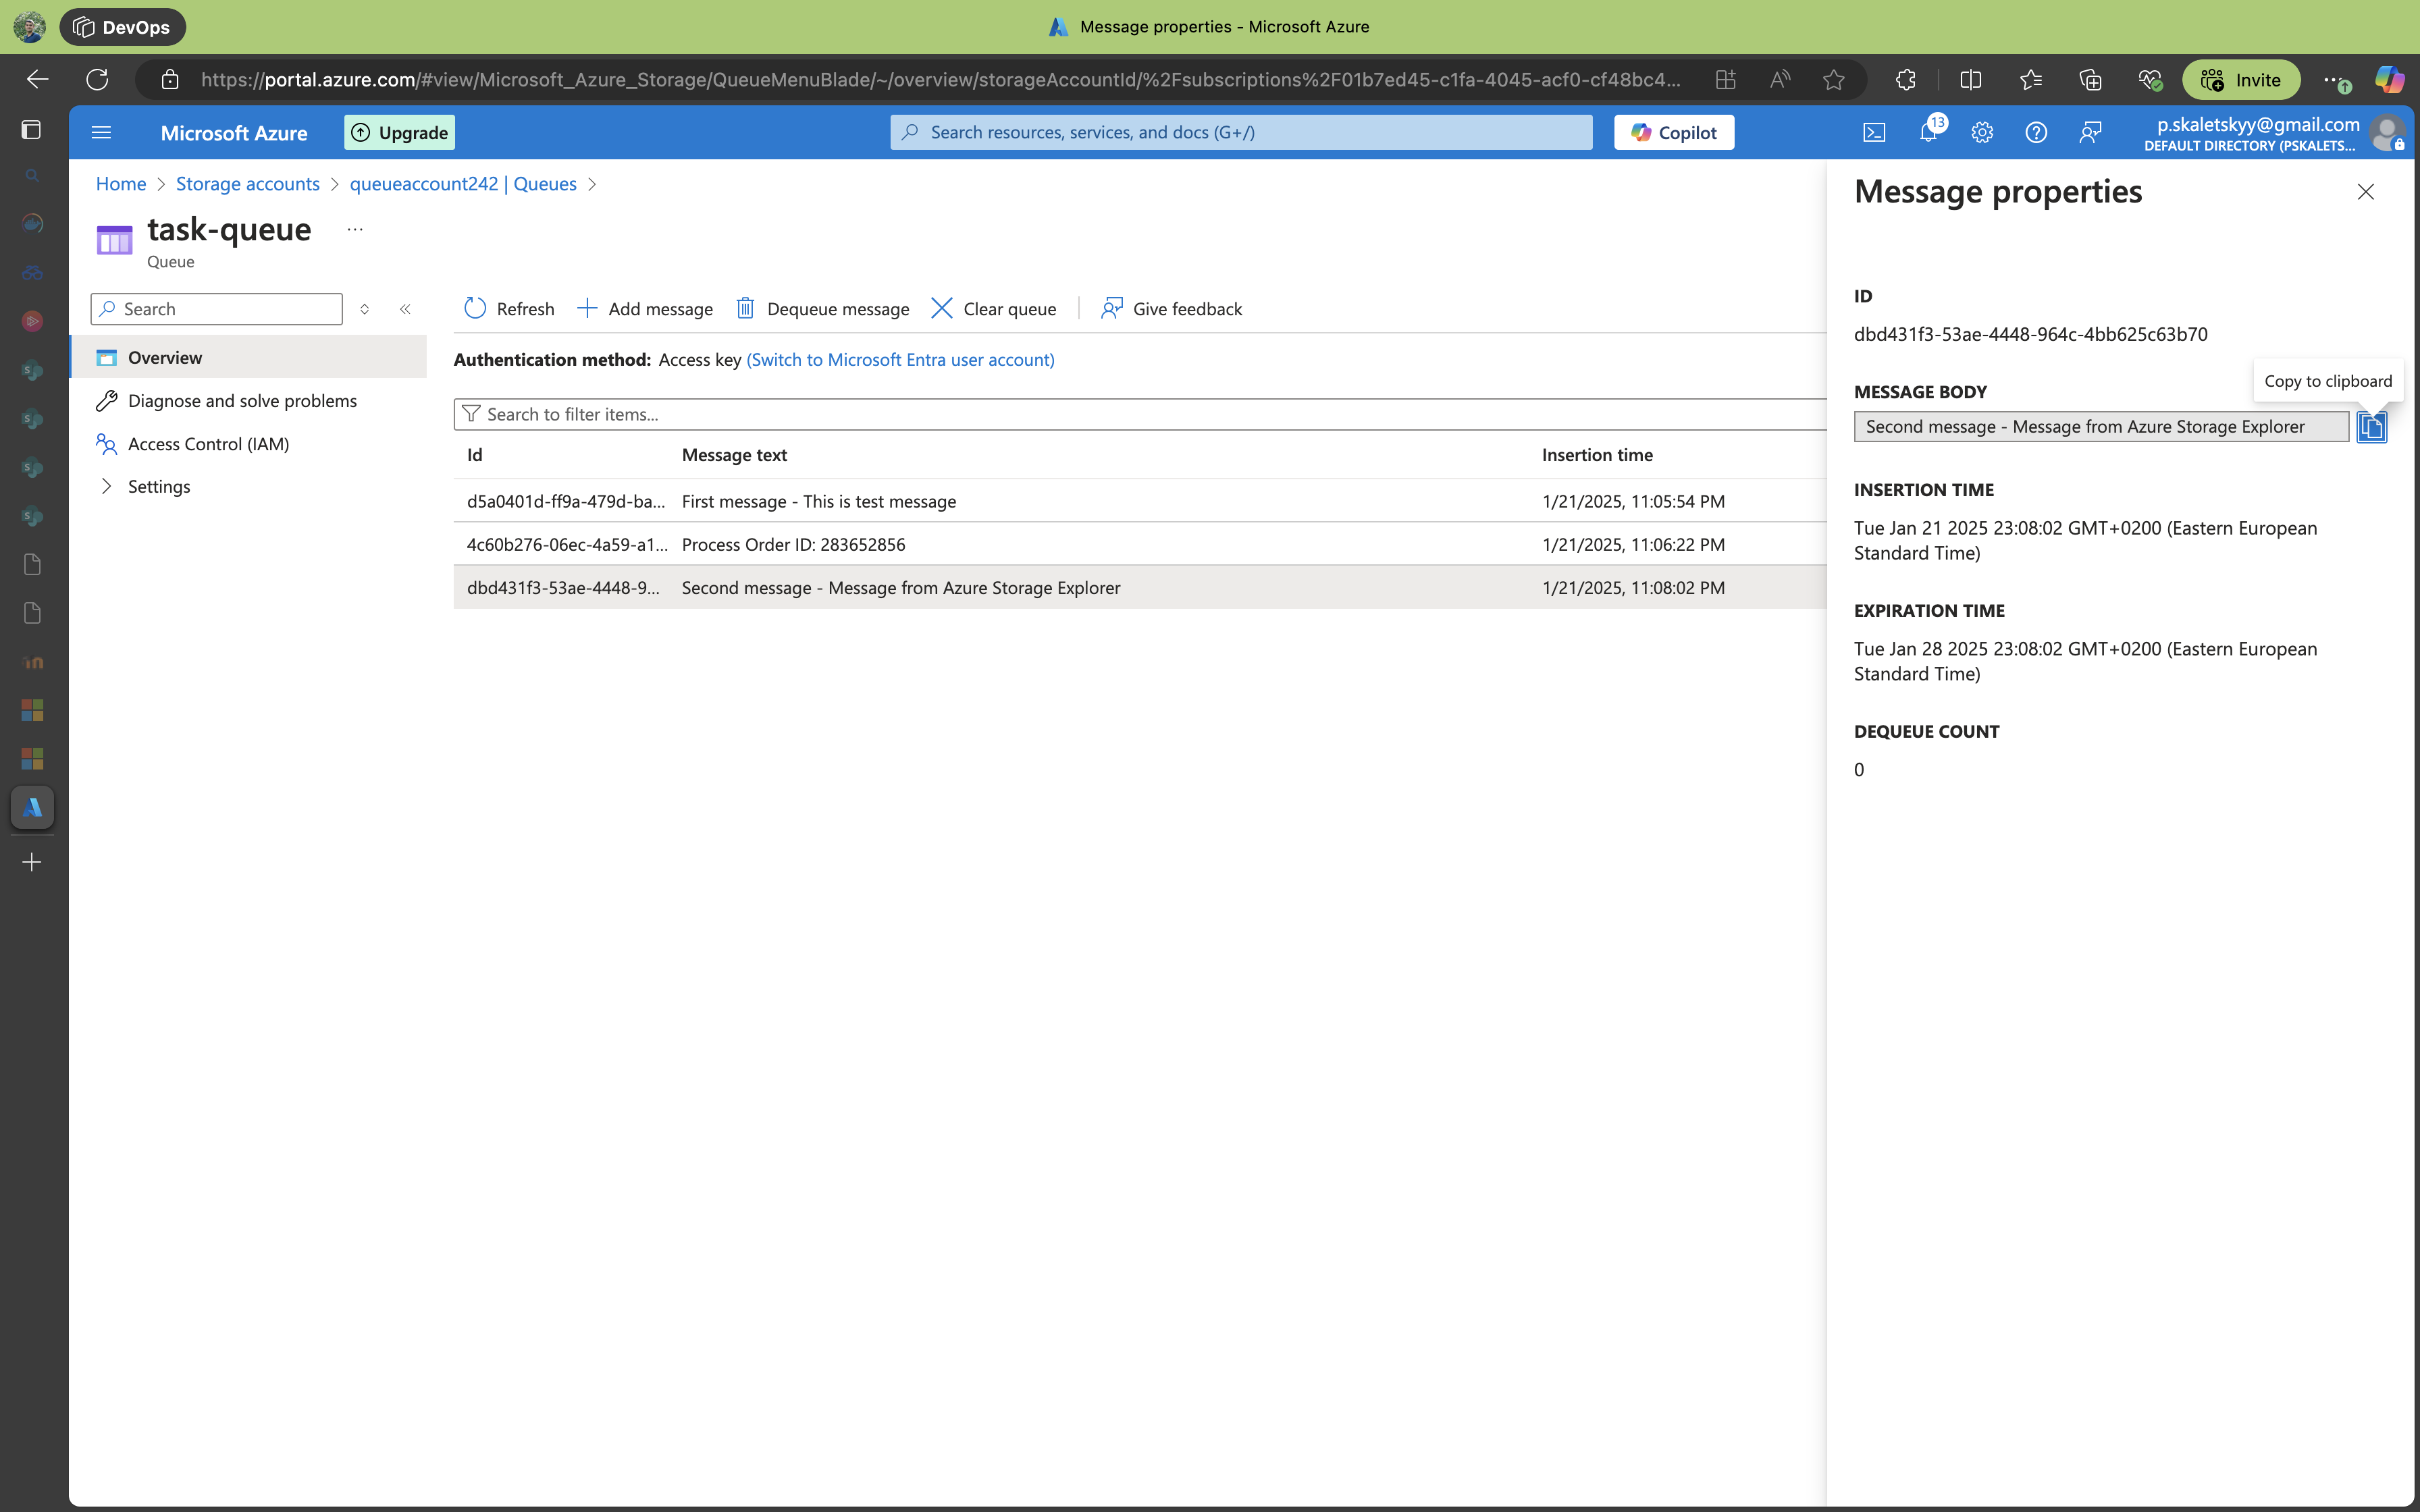 DevOps
Message properties - Microsoft Azure
https://portal.azure.com/#view/Microsoft_Azure_Storage/QueueMenuBlade/~/overview/storageAccountId/%2Fsubscriptions%2F01b7ed45-c1fa-4045-acf0-cf48bc4...
Invite
Microsoft Azure
Upgrade
Search resources, services, and docs (G+/)
Copilot
13
p.skaletskyy@gmail.com
DEFAULT DIRECTORY (PSKALETS...
Home > Storage accounts > queueaccount242 | Queues >
task-queue
...
Queue
Search
Overview
Diagnose and solve problems
Access Control (IAM)
Settings
Refresh
Add message
Dequeue message
Clear queue
Give feedback
Authentication method: Access key (Switch to Microsoft Entra user account)
Search to filter items...
Id Message text Insertion time
d5a0401d-ff9a-479d-ba... First message - This is test message 1/21/2025, 11:05:54 PM
4c60b276-06ec-4a59-a1... Process Order ID: 283652856 1/21/2025, 11:06:22 PM
dbd431f3-53ae-4448-9... Second message - Message from Azure Storage Explorer 1/21/2025, 11:08:02 PM
Message properties
ID
dbd431f3-53ae-4448-964c-4bb625c63b70
Copy to clipboard
MESSAGE BODY
Second message - Message from Azure Storage Explorer
INSERTION TIME
Tue Jan 21 2025 23:08:02 GMT+0200 (Eastern European
Standard Time)
EXPIRATION TIME
Tue Jan 28 2025 23:08:02 GMT+0200 (Eastern European
Standard Time)
DEQUEUE COUNT
0